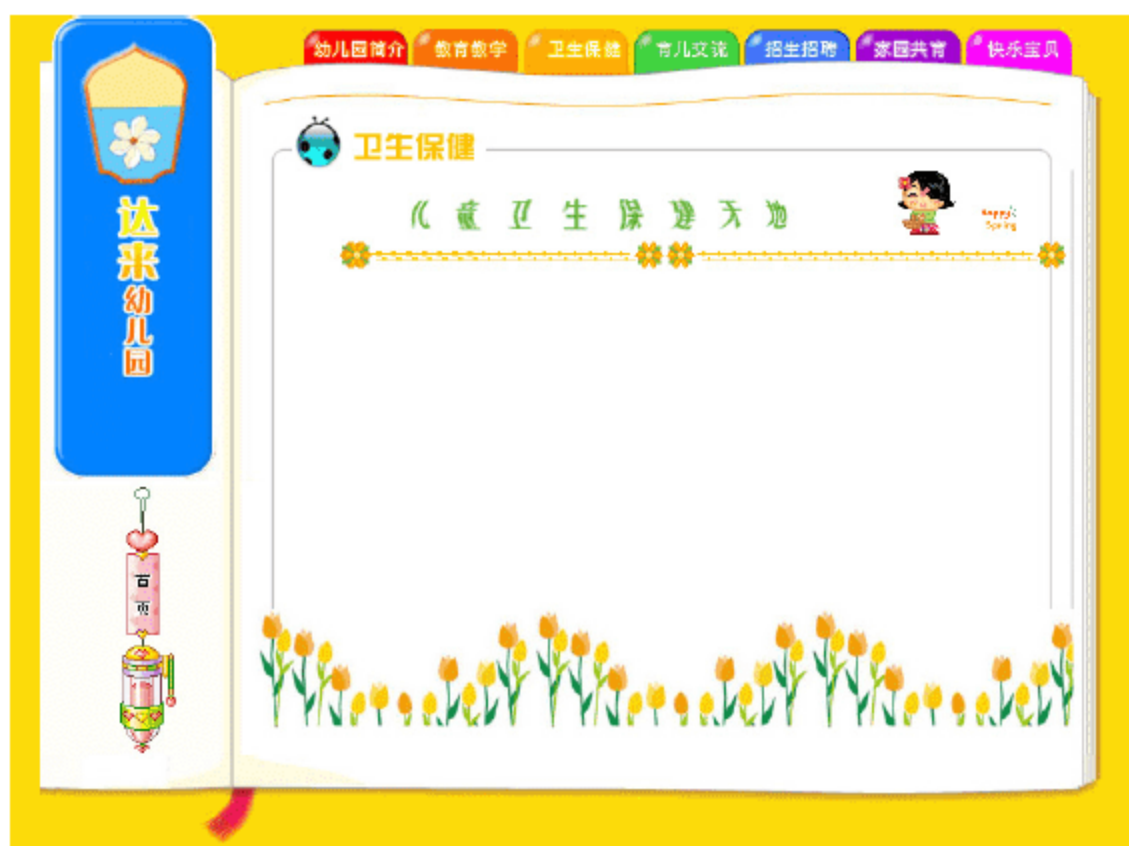 幼儿园简介
教育教学
卫生保健
育儿交流
招生招聘
家园共育
快乐宝贝
达来幼儿园
卫生保健
儿童卫生保健天地
Happy
Spring
首页